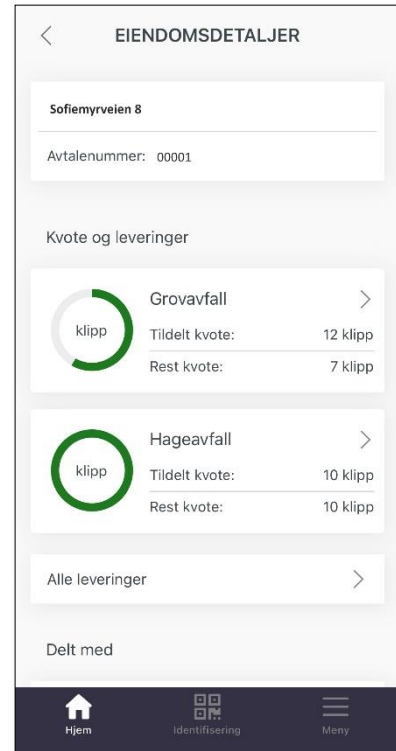 EIENDOMSDETALJER
Sofiemyrveien 8
Avtalenummer: 00001
Kvote og leveringer
Grovavfall
klipp
Tildelt kvote: 12 klipp
Rest kvote: 7 klipp
Hageavfall
klipp
Tildelt kvote: 10 klipp
Rest kvote: 10 klipp
Alle leveringer
Delt med
Hjem Identifisering Meny